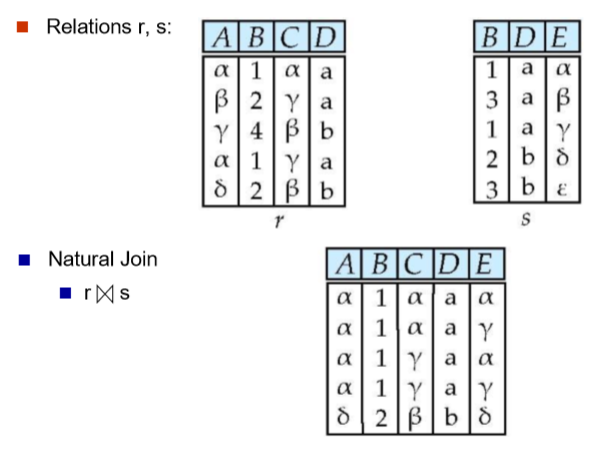 Relations r, s:
A B C D
α 1 α a
β 2 γ a
γ 4 β b
α 1 γ a
δ 2 β b
r
B D E
1 a α
3 a β
1 a γ
2 b δ
3 b ε
s
Natural Join
r ⋈ s
A B C D E
α 1 α a α
α 1 α a γ
α 1 γ a α
α 1 γ a γ
δ 2 β b δ